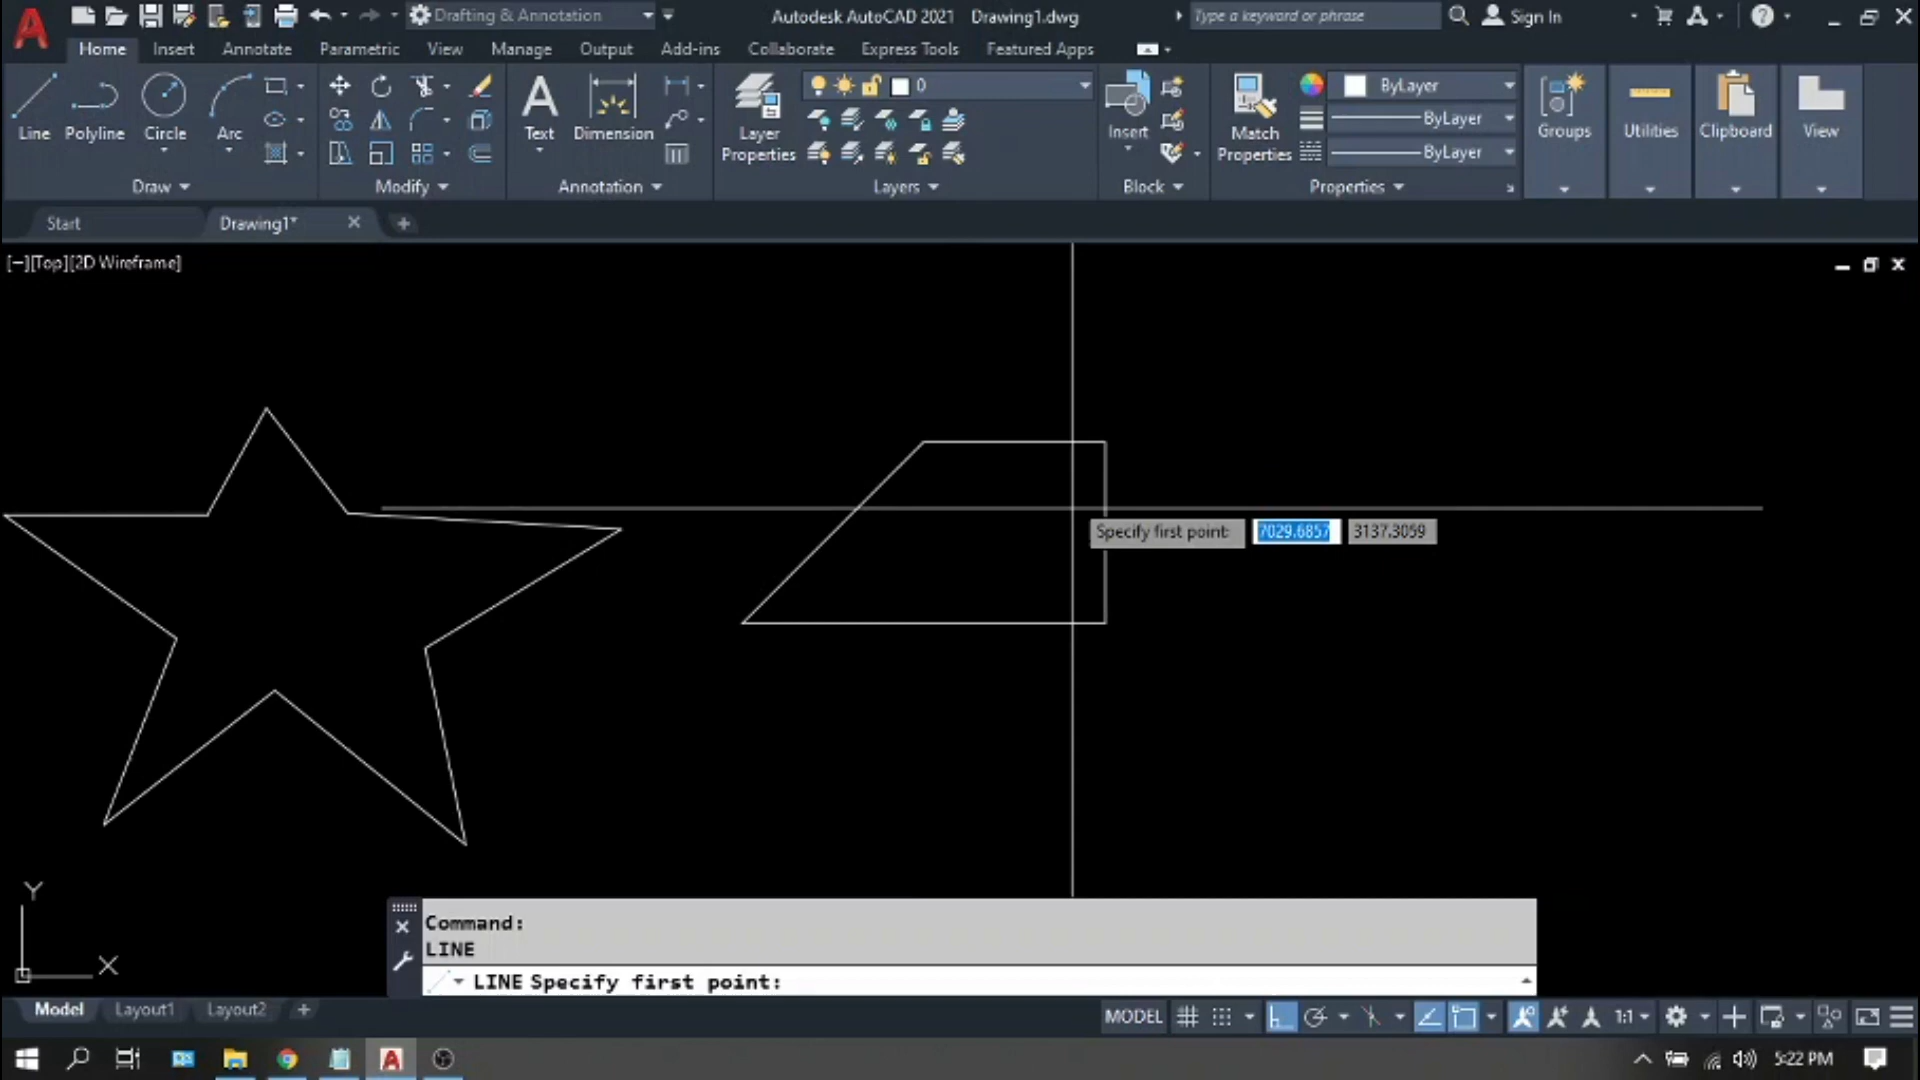 Drafting & Annotation
Autodesk AutoCAD 2021 Drawing1.dwg
Type a keyword or phrase
Sign In
Home Insert Annotate Parametric View Manage Output Add-ins Collaborate Express Tools Featured Apps
Line Polyline Circle Arc
Text Dimension
Layer Properties
0
Insert
Match Properties
ByLayer
ByLayer
ByLayer
Groups Utilities Clipboard View
Draw Modify Annotation Layers Block Properties
Start Drawing1*
[−][Top][2D Wireframe]
Specify first point: 7029.6857 3137.3059
Y
X
Command:
LINE
LINE Specify first point:
Model Layout1 Layout2
MODEL 1:1
5:22 PM